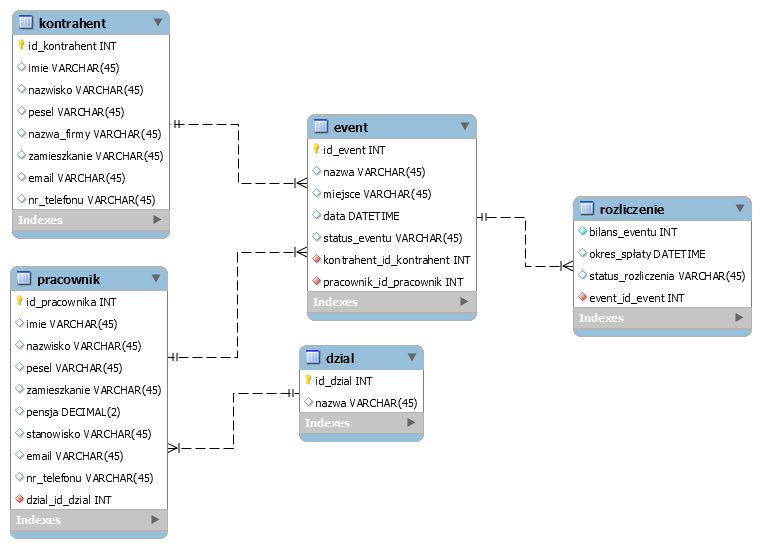 kontrahent
id_kontrahent INT
imie VARCHAR(45)
nazwisko VARCHAR(45)
pesel VARCHAR(45)
nazwa_firmy VARCHAR(45)
zamieszkanie VARCHAR(45)
email VARCHAR(45)
nr_telefonu VARCHAR(45)
Indexes
pracownik
id_pracownika INT
imie VARCHAR(45)
nazwisko VARCHAR(45)
pesel VARCHAR(45)
zamieszkanie VARCHAR(45)
pensja DECIMAL(2)
stanowisko VARCHAR(45)
email VARCHAR(45)
nr_telefonu VARCHAR(45)
dzial_id_dzial INT
Indexes
event
id_event INT
nazwa VARCHAR(45)
miejsce VARCHAR(45)
data DATETIME
status_eventu VARCHAR(45)
kontrahent_id_kontrahent INT
pracownik_id_pracownik INT
Indexes
dzial
id_dzial INT
nazwa VARCHAR(45)
Indexes
rozliczenie
bilans_eventu INT
okres_spłaty DATETIME
status_rozliczenia VARCHAR(45)
event_id_event INT
Indexes